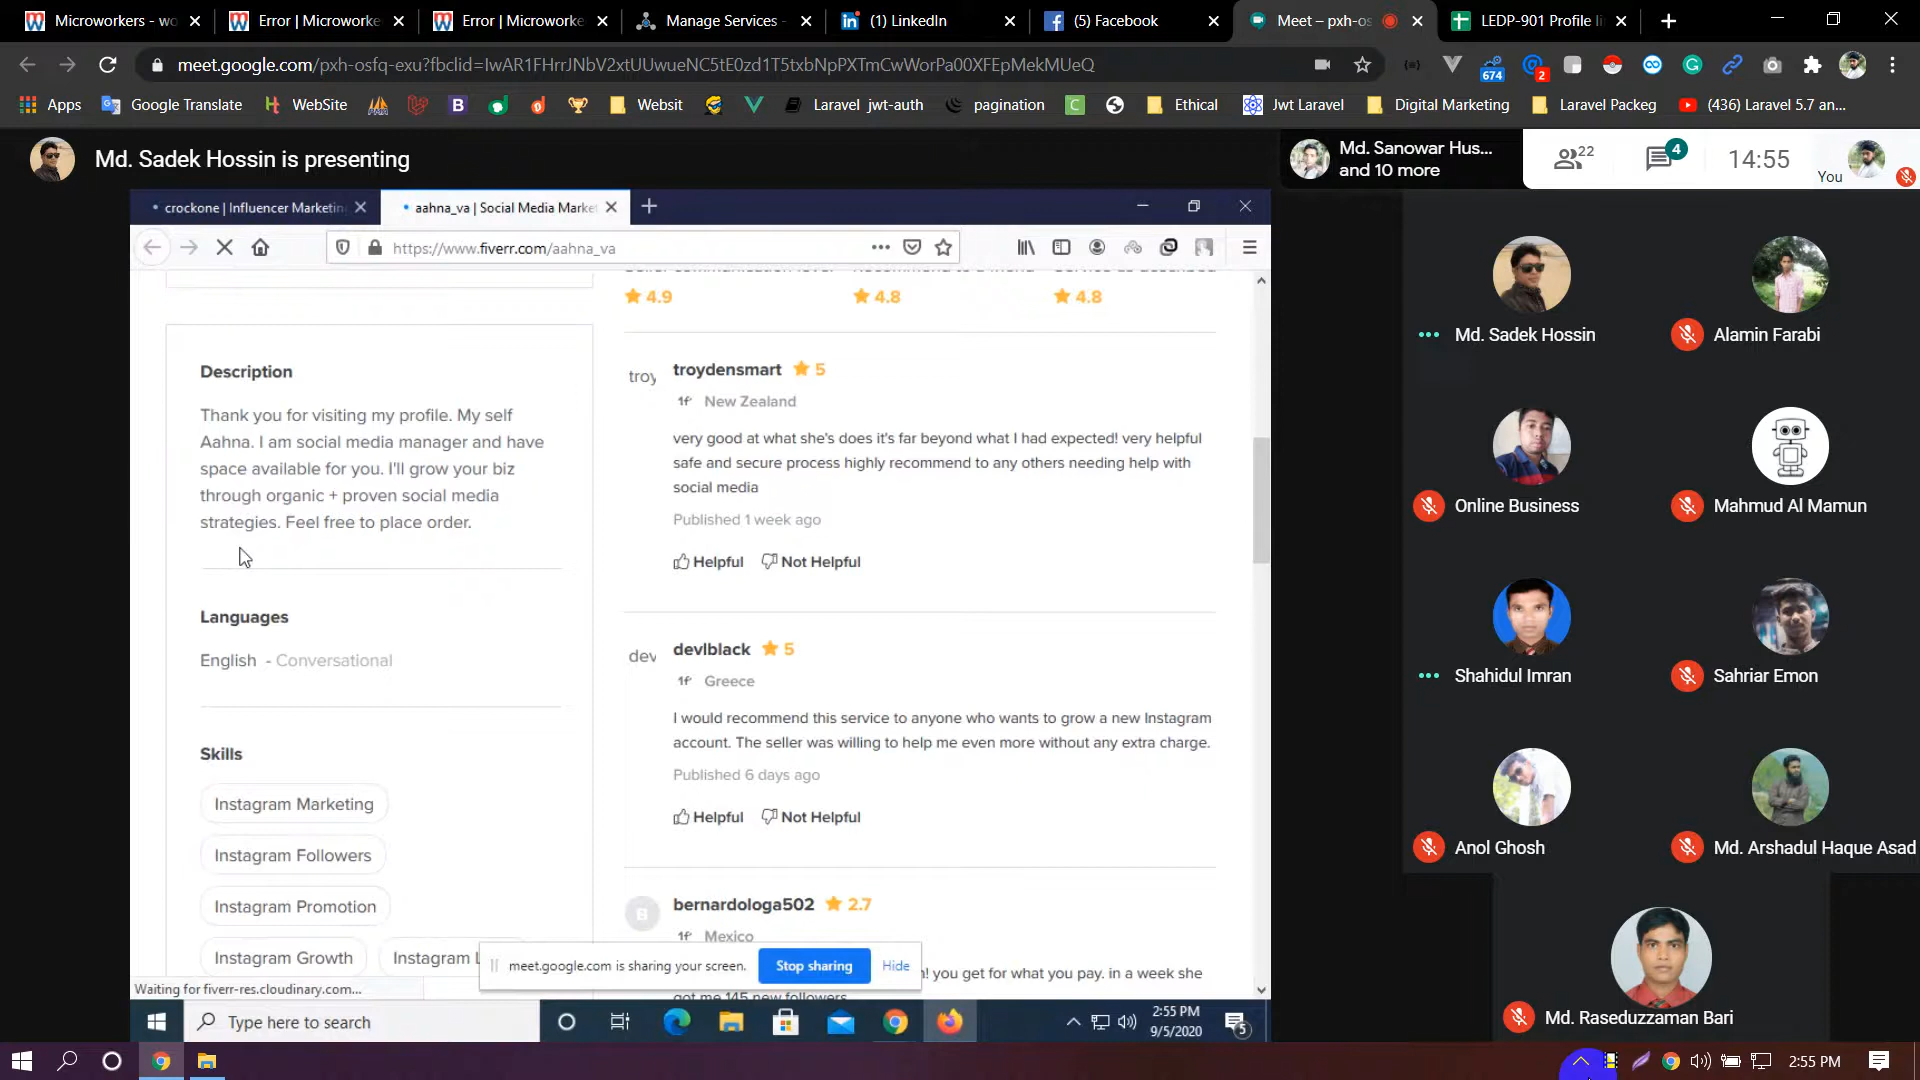 Microworkers - wo
Error | Microworke
Error | Microworke
Manage Services -
(1) LinkedIn
(5) Facebook
Meet – pxh-os
LEDP-901 Profile li
meet.google.com/pxh-osfq-exu?fbclid=IwAR1FHrrJNbV2xtUUwueNC5tE0zd1T5txbNpPXTmCwWorPa00XFEpMekMUeQ
674
2
Apps
Google Translate
WebSite
Websit
Laravel jwt-auth
pagination
Ethical
Jwt Laravel
Digital Marketing
Laravel Packeg
(436) Laravel 5.7 an...
Md. Sadek Hossin is presenting
Md. Sanowar Hus...
and 10 more
22
4
14:55
You
crockone | Influencer Marketin
aahna_va | Social Media Marke
https://www.fiverr.com/aahna_va
4.9
4.8
4.8
Description
Thank you for visiting my profile. My self
Aahna. I am social media manager and have
space available for you. I'll grow your biz
through organic + proven social media
strategies. Feel free to place order.
Languages
English - Conversational
Skills
Instagram Marketing
Instagram Followers
Instagram Promotion
Instagram Growth
Instagram L
troy
troydensmart 5
New Zealand
very good at what she's does it's far beyond what I had expected! very helpful
safe and secure process highly recommend to any others needing help with
social media
Published 1 week ago
Helpful
Not Helpful
dev
devlblack 5
Greece
I would recommend this service to anyone who wants to grow a new Instagram
account. The seller was willing to help me even more without any extra charge.
Published 6 days ago
Helpful
Not Helpful
B
bernardologa502 2.7
Mexico
! you get for what you pay. in a week she
got me 145 new followers
meet.google.com is sharing your screen.
Stop sharing
Hide
Waiting for fiverr-res.cloudinary.com...
Type here to search
2:55 PM
9/5/2020
5
Md. Sadek Hossin
Alamin Farabi
Online Business
Mahmud Al Mamun
Shahidul Imran
Sahriar Emon
Anol Ghosh
Md. Arshadul Haque Asad
Md. Raseduzzaman Bari
2:55 PM